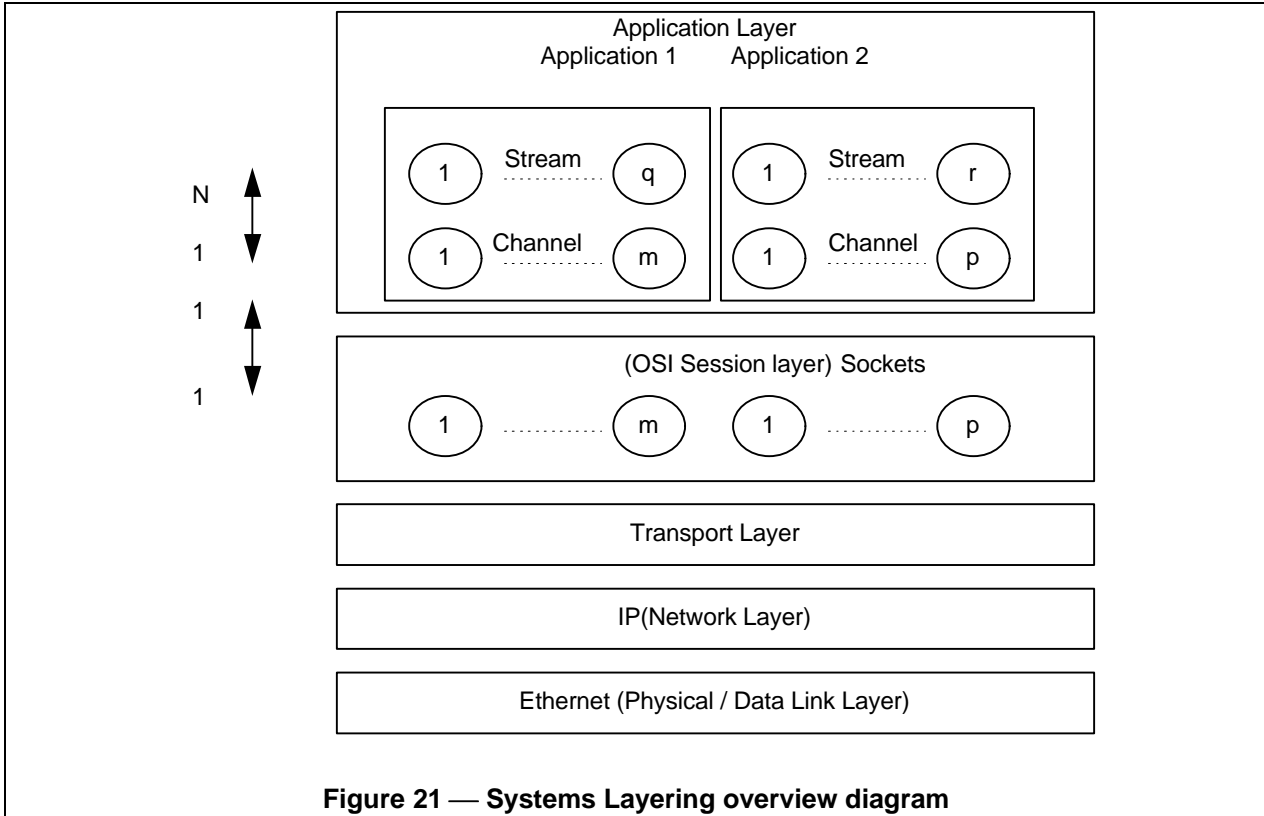 Application Layer
Application 1 Application 2
Stream Stream
1 q 1 r
N
Channel Channel
1 1 m 1 p
1
(OSI Session layer) Sockets
1
1 m 1 p
Transport Layer
IP(Network Layer)
Ethernet (Physical / Data Link Layer)
Figure 21 — Systems Layering overview diagram